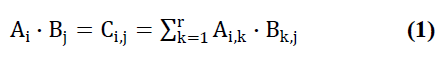 A_i · B_j = C_{i,j} = ∑_{k=1}^{r} A_{i,k} · B_{k,j} (1)